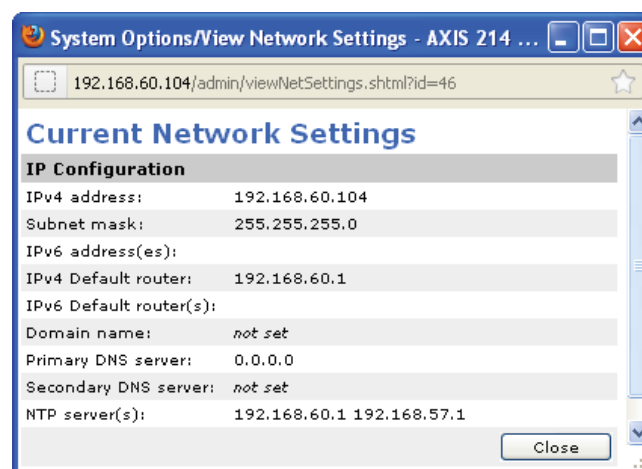 System Options/View Network Settings - AXIS 214 ...
192.168.60.104/admin/viewNetSettings.shtml?id=46
Current Network Settings
IP Configuration
IPv4 address: 192.168.60.104
Subnet mask: 255.255.255.0
IPv6 address(es):
IPv4 Default router: 192.168.60.1
IPv6 Default router(s):
Domain name: not set
Primary DNS server: 0.0.0.0
Secondary DNS server: not set
NTP server(s): 192.168.60.1 192.168.57.1
Close